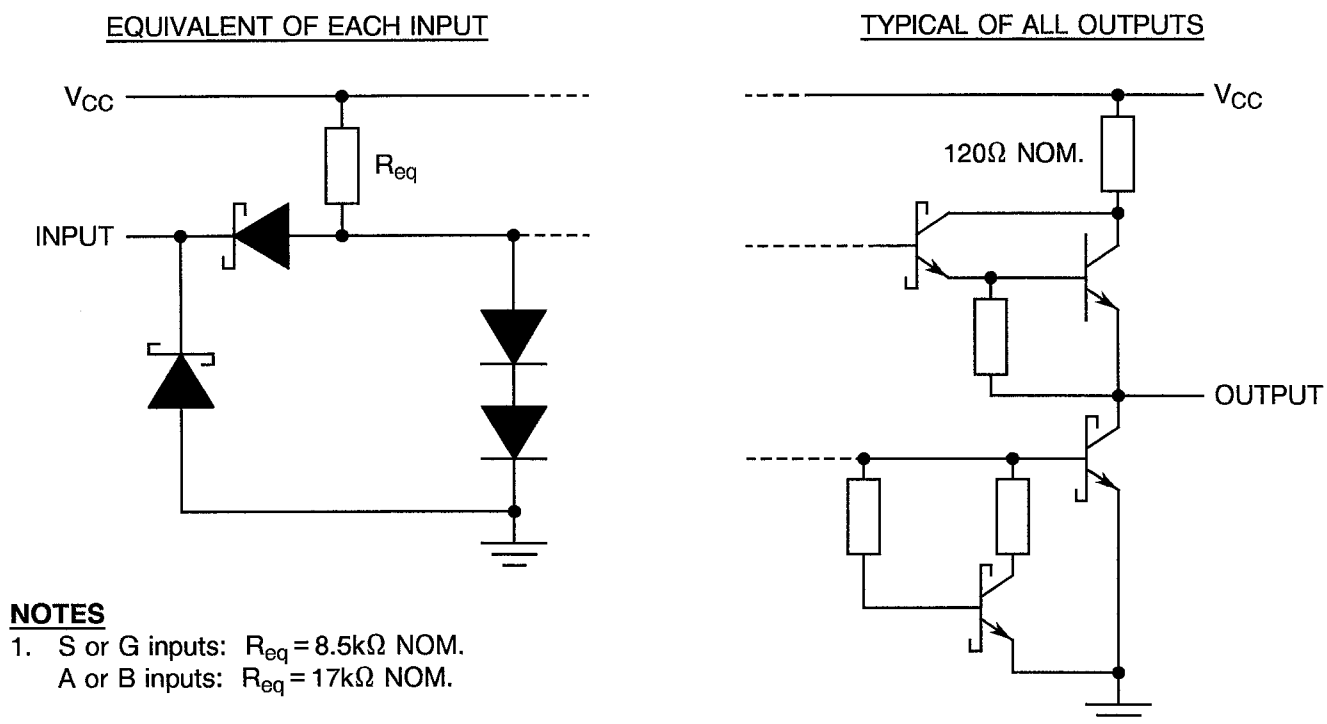 EQUIVALENT OF EACH INPUT
TYPICAL OF ALL OUTPUTS
VCC
Req
INPUT
VCC
120Ω NOM.
OUTPUT
NOTES
1. S or G inputs: Req = 8.5kΩ NOM.
A or B inputs: Req = 17kΩ NOM.